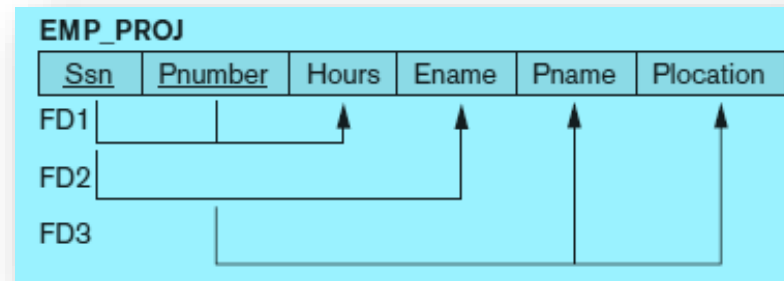 EMP_PROJ
Ssn Pnumber Hours Ename Pname Plocation
FD1
FD2
FD3